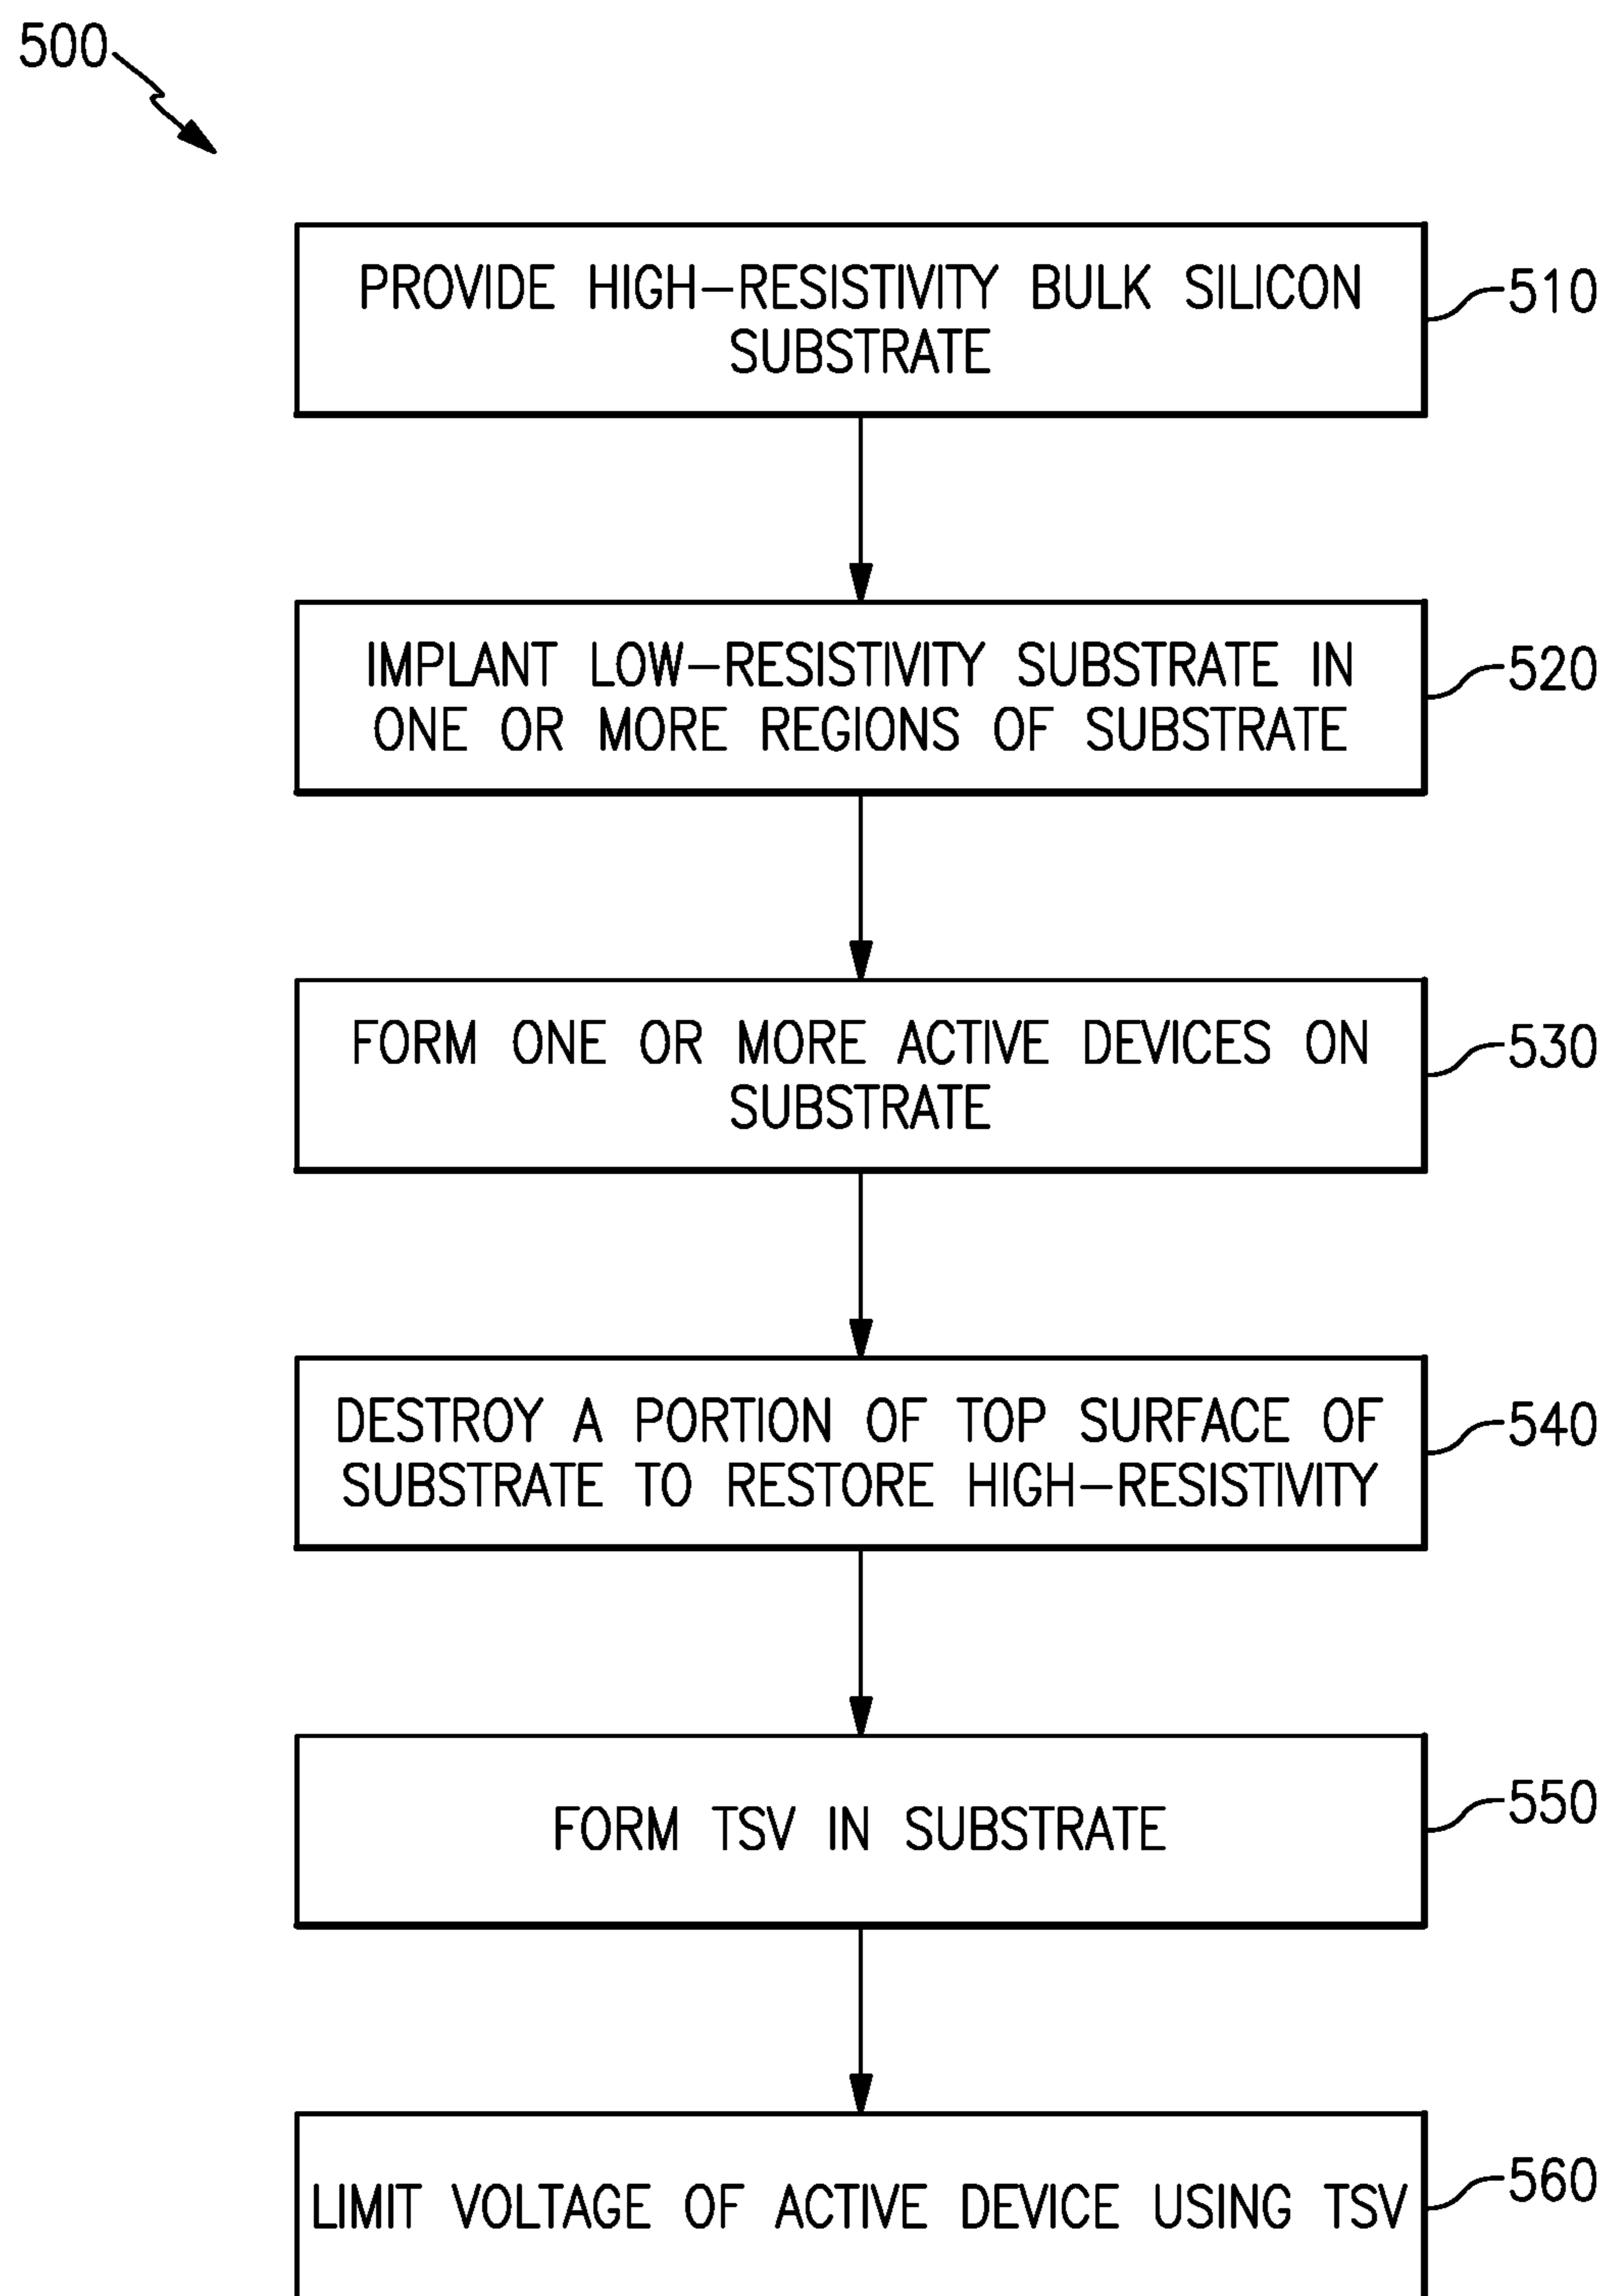 500
PROVIDE HIGH-RESISTIVITY BULK SILICON
SUBSTRATE
510
IMPLANT LOW-RESISTIVITY SUBSTRATE IN
ONE OR MORE REGIONS OF SUBSTRATE
520
FORM ONE OR MORE ACTIVE DEVICES ON
SUBSTRATE
530
DESTROY A PORTION OF TOP SURFACE OF
SUBSTRATE TO RESTORE HIGH-RESISTIVITY
540
FORM TSV IN SUBSTRATE
550
LIMIT VOLTAGE OF ACTIVE DEVICE USING TSV
560